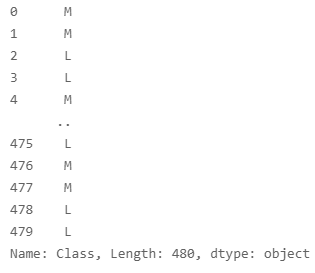 0      M
1      M
2      L
3      L
4      M
      ..
475    L
476    M
477    M
478    L
479    L
Name: Class, Length: 480, dtype: object